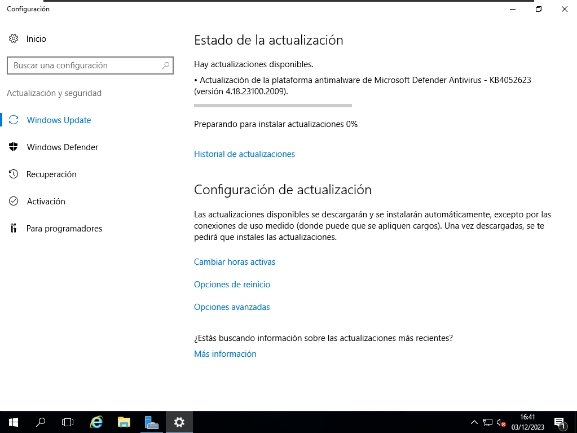 Configuración
Inicio
Buscar una configuración
Actualización y seguridad
Windows Update
Windows Defender
Recuperación
Activación
Para programadores
Estado de la actualización
Hay actualizaciones disponibles.
• Actualización de la plataforma antimalware de Microsoft Defender Antivirus - KB4052623
(versión 4.18.23100.2009).
Preparando para instalar actualizaciones 0%
Historial de actualizaciones
Configuración de actualización
Las actualizaciones disponibles se descargarán y se instalarán automáticamente, excepto por las
conexiones de uso medido (donde puede que se apliquen cargos). Una vez descargadas, se te
pedirá que instales las actualizaciones.
Cambiar horas activas
Opciones de reinicio
Opciones avanzadas
¿Estás buscando información sobre las actualizaciones más recientes?
Más información
16:41
03/12/2023
1